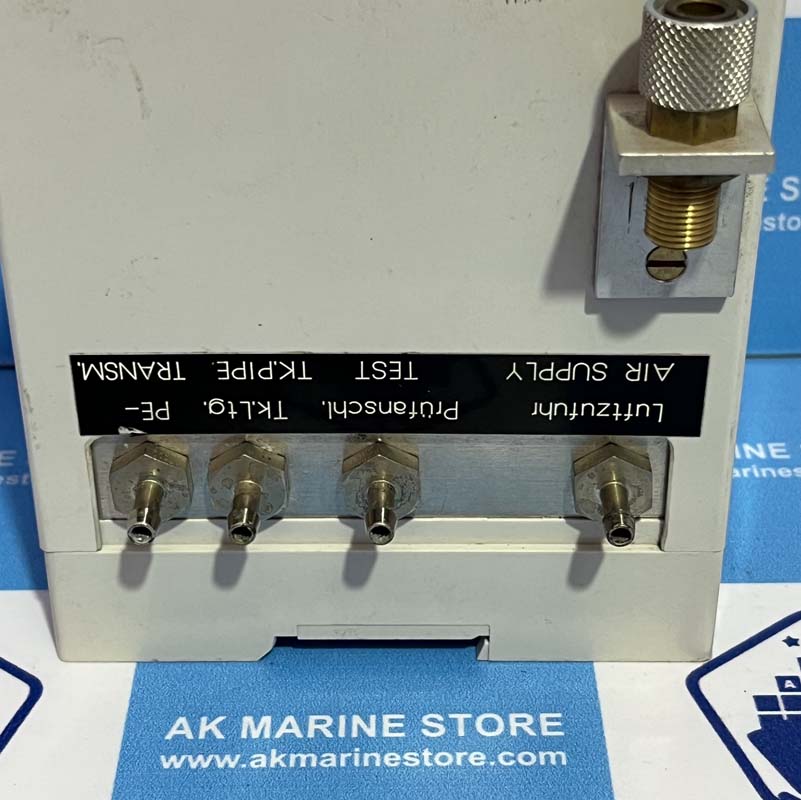 Luftzufuhr Prüfanschl. Tk.Ltg. PE-
AIR SUPPLY TEST TK.PIPE. TRANSM.
AK MARINE STORE
www.akmarinestore.com